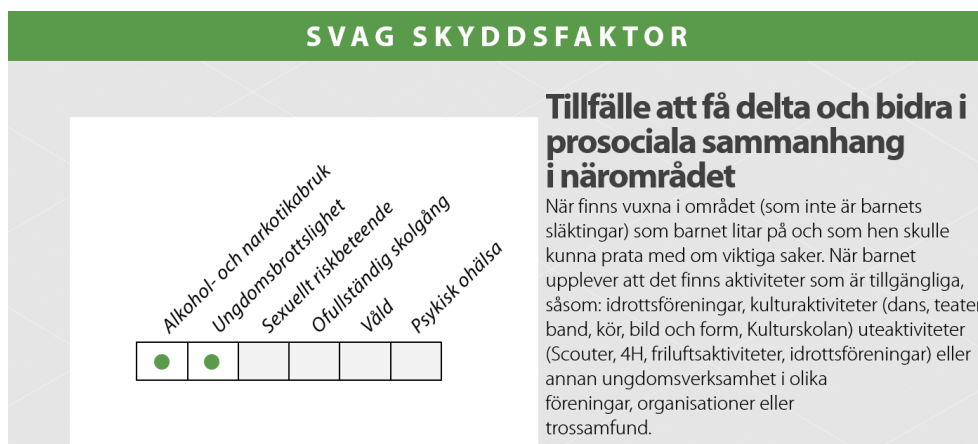 SVAG SKYDDSFAKTOR
Alkohol- och narkotikabruk
Ungdomsbrottslighet
Sexuellt riskbeteende
Ofullständig skolgång
Våld
Psykisk ohälsa
Tillfälle att få delta och bidra i
prosociala sammanhang
i närområdet
När finns vuxna i området (som inte är barnets
släktingar) som barnet litar på och som hen skulle
kunna prata med om viktiga saker. När barnet
upplever att det finns aktiviteter som är tillgängliga,
såsom: idrottsföreningar, kulturaktiviteter (dans, teater
band, kör, bild och form, Kulturskolan) uteaktiviteter
(Scouter, 4H, friluftsaktiviteter, idrottsföreningar) eller
annan ungdomsverksamhet i olika
föreningar, organisationer eller
trossamfund.